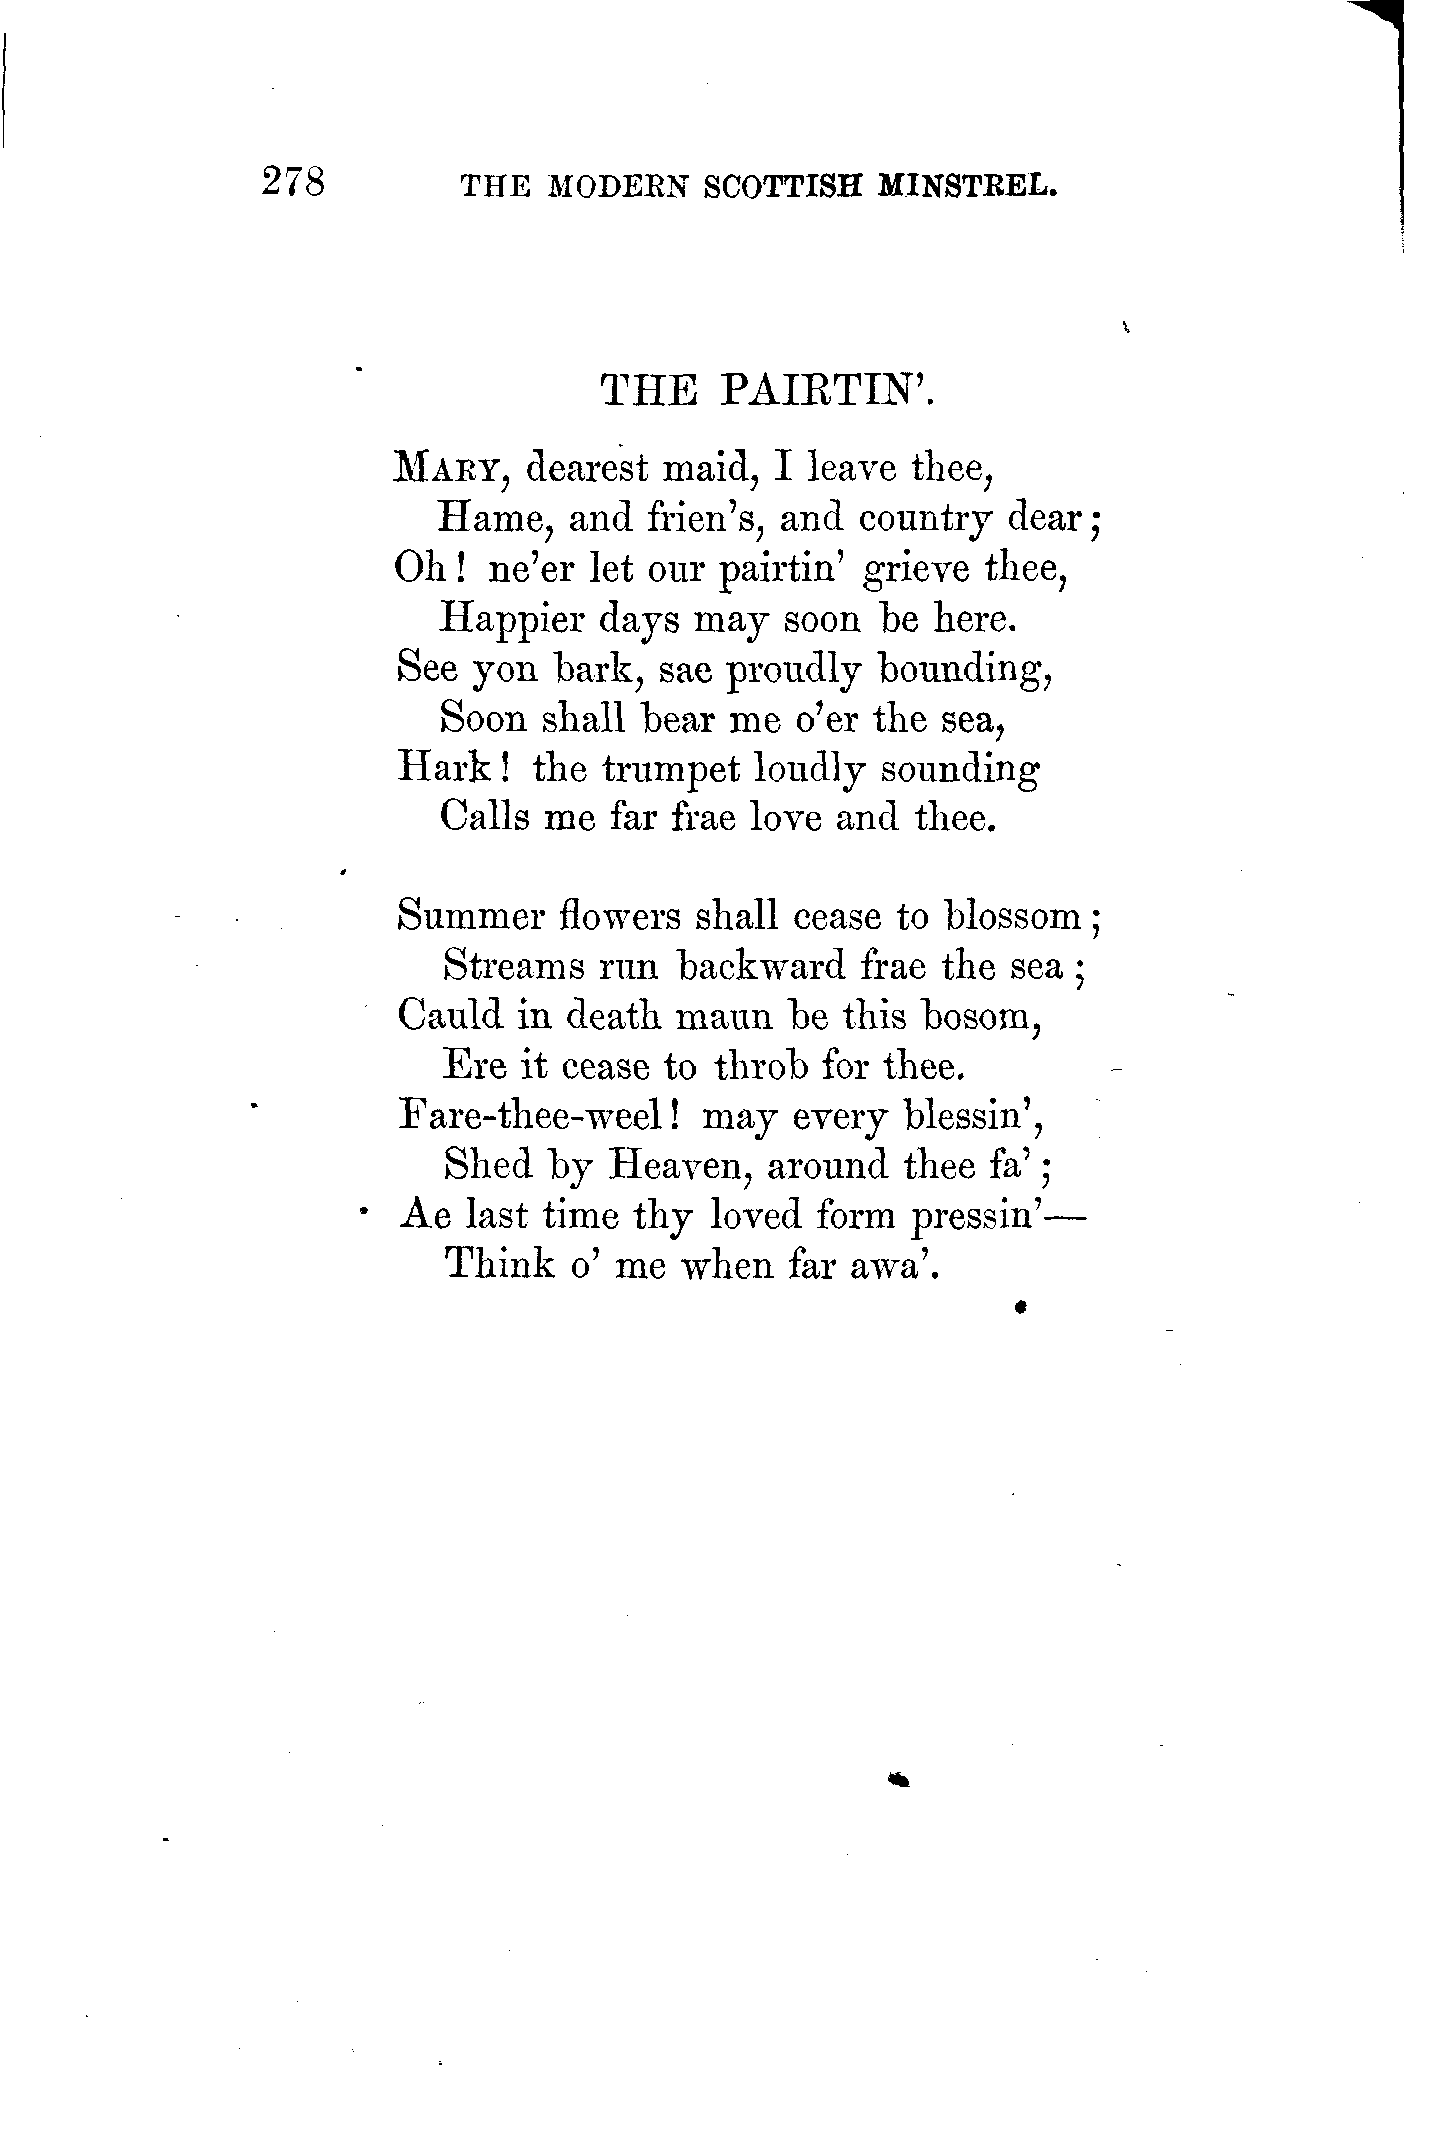 278 THE MODERN SCOTTISH MINSTREL.
THE PAIRTIN'.
MARY, dearest maid, I leave thee,
Hame, and frien's, and country dear;
Oh! ne'er let our pairtin' grieve thee,
Happier days may soon be here.
See yon bark, sae proudly bounding,
Soon shall bear me o'er the sea,
Hark! the trumpet loudly sounding
Calls me far frae love and thee.
Summer flowers shall cease to blossom;
Streams run backward frae the sea;
Cauld in death maun be this bosom,
Ere it cease to throb for thee.
Fare-thee-weel! may every blessin',
Shed by Heaven, around thee fa';
Ae last time thy loved form pressin'—
Think o' me when far awa'.